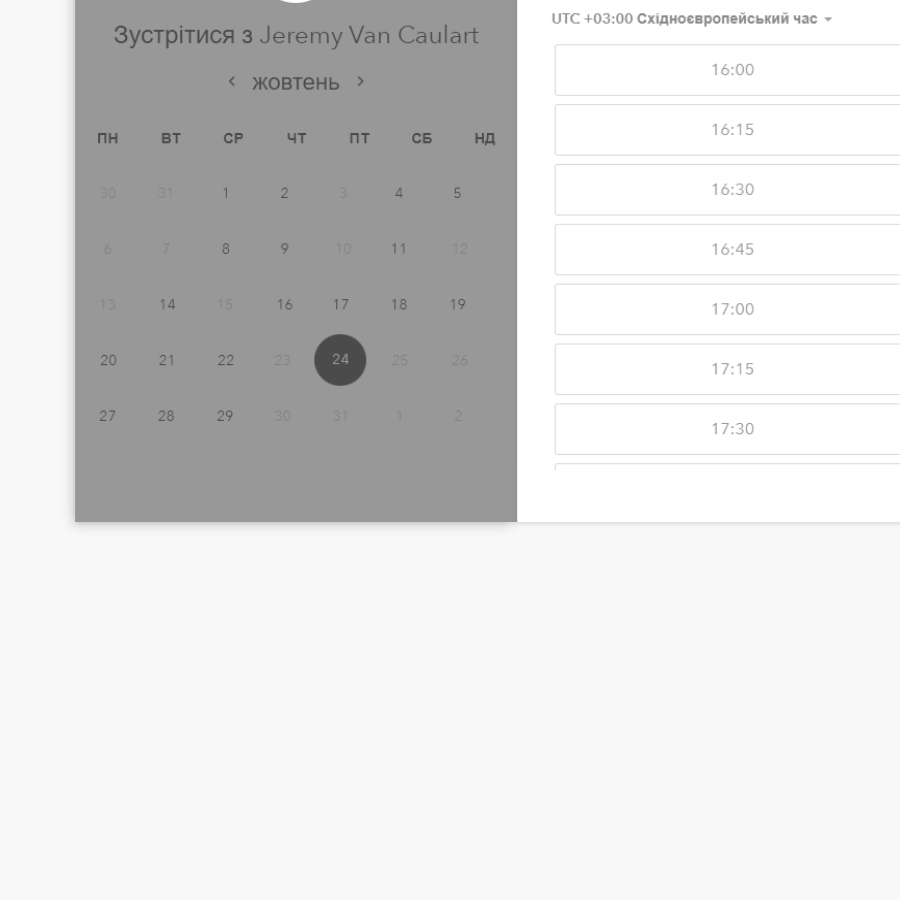 Зустрітися з Jeremy Van Caulart
жовтень
ПН ВТ СР ЧТ ПТ СБ НД
30 31 1 2 3 4 5
6 7 8 9 10 11 12
13 14 15 16 17 18 19
20 21 22 23 24 25 26
27 28 29 30 31 1 2
UTC +03:00 Східноєвропейський час
16:00
16:15
16:30
16:45
17:00
17:15
17:30